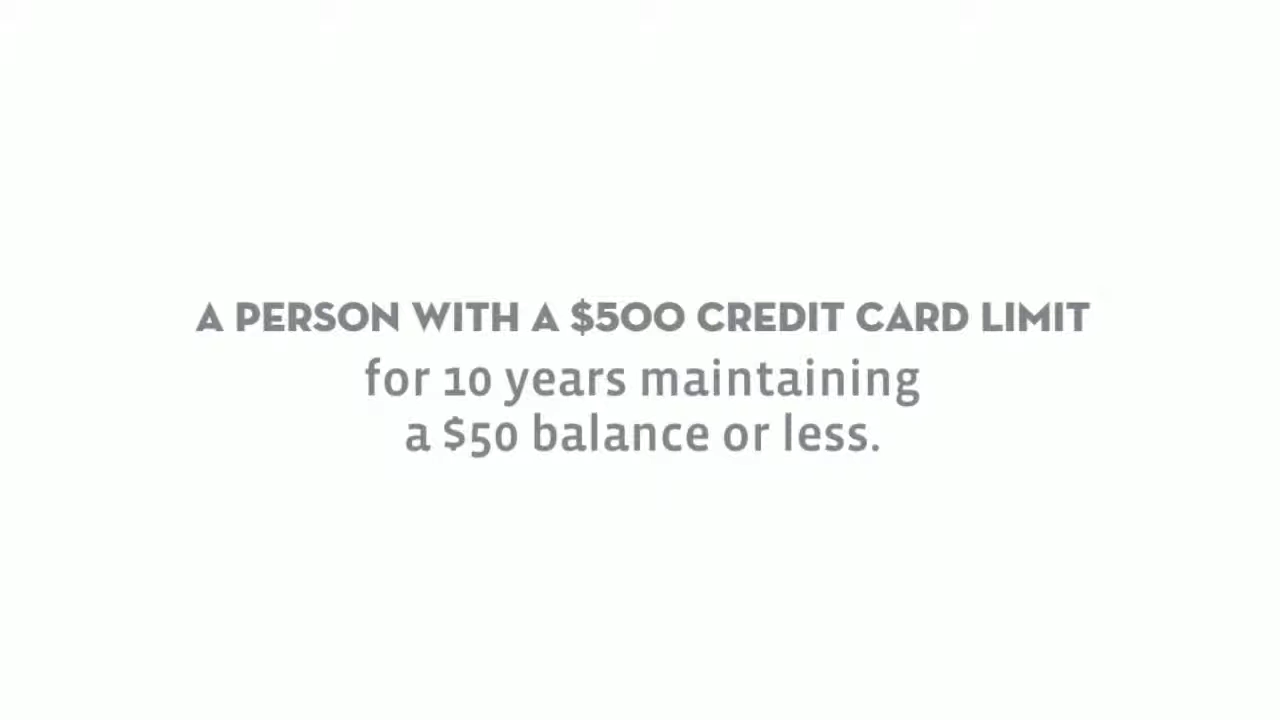 A PERSON WITH A $500 CREDIT CARD LIMIT
for 10 years maintaining
a $50 balance or less.